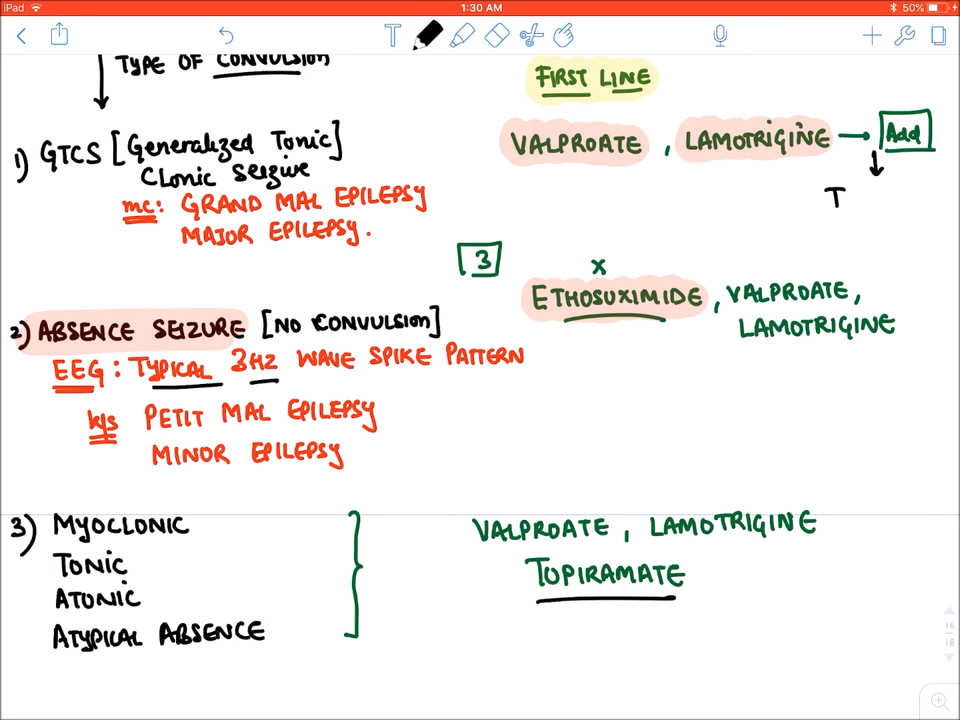 iPad 1:30 AM 50%
T
TYPE OF CONVULSION
FIRST LINE
1) GTCS [Generalized Tonic]
Clonic Seizure
mc: GRAND MAL EPILEPSY
MAJOR EPILEPSY.
VALPROATE, LAMOTRIGINE → Add
T
3
x
ETHOSUXIMIDE, VALPROATE,
LAMOTRIGINE
2) ABSENCE SEIZURE [NO CONVULSION]
EEG: TYPICAL 3HZ WAVE SPIKE PATTERN
k/s PETIT MAL EPILEPSY
MINOR EPILEPSY
3) MYOCLONIC
TONIC
ATONIC
ATYPICAL ABSENCE
VALPROATE, LAMOTRIGINE
TOPIRAMATE
16
18